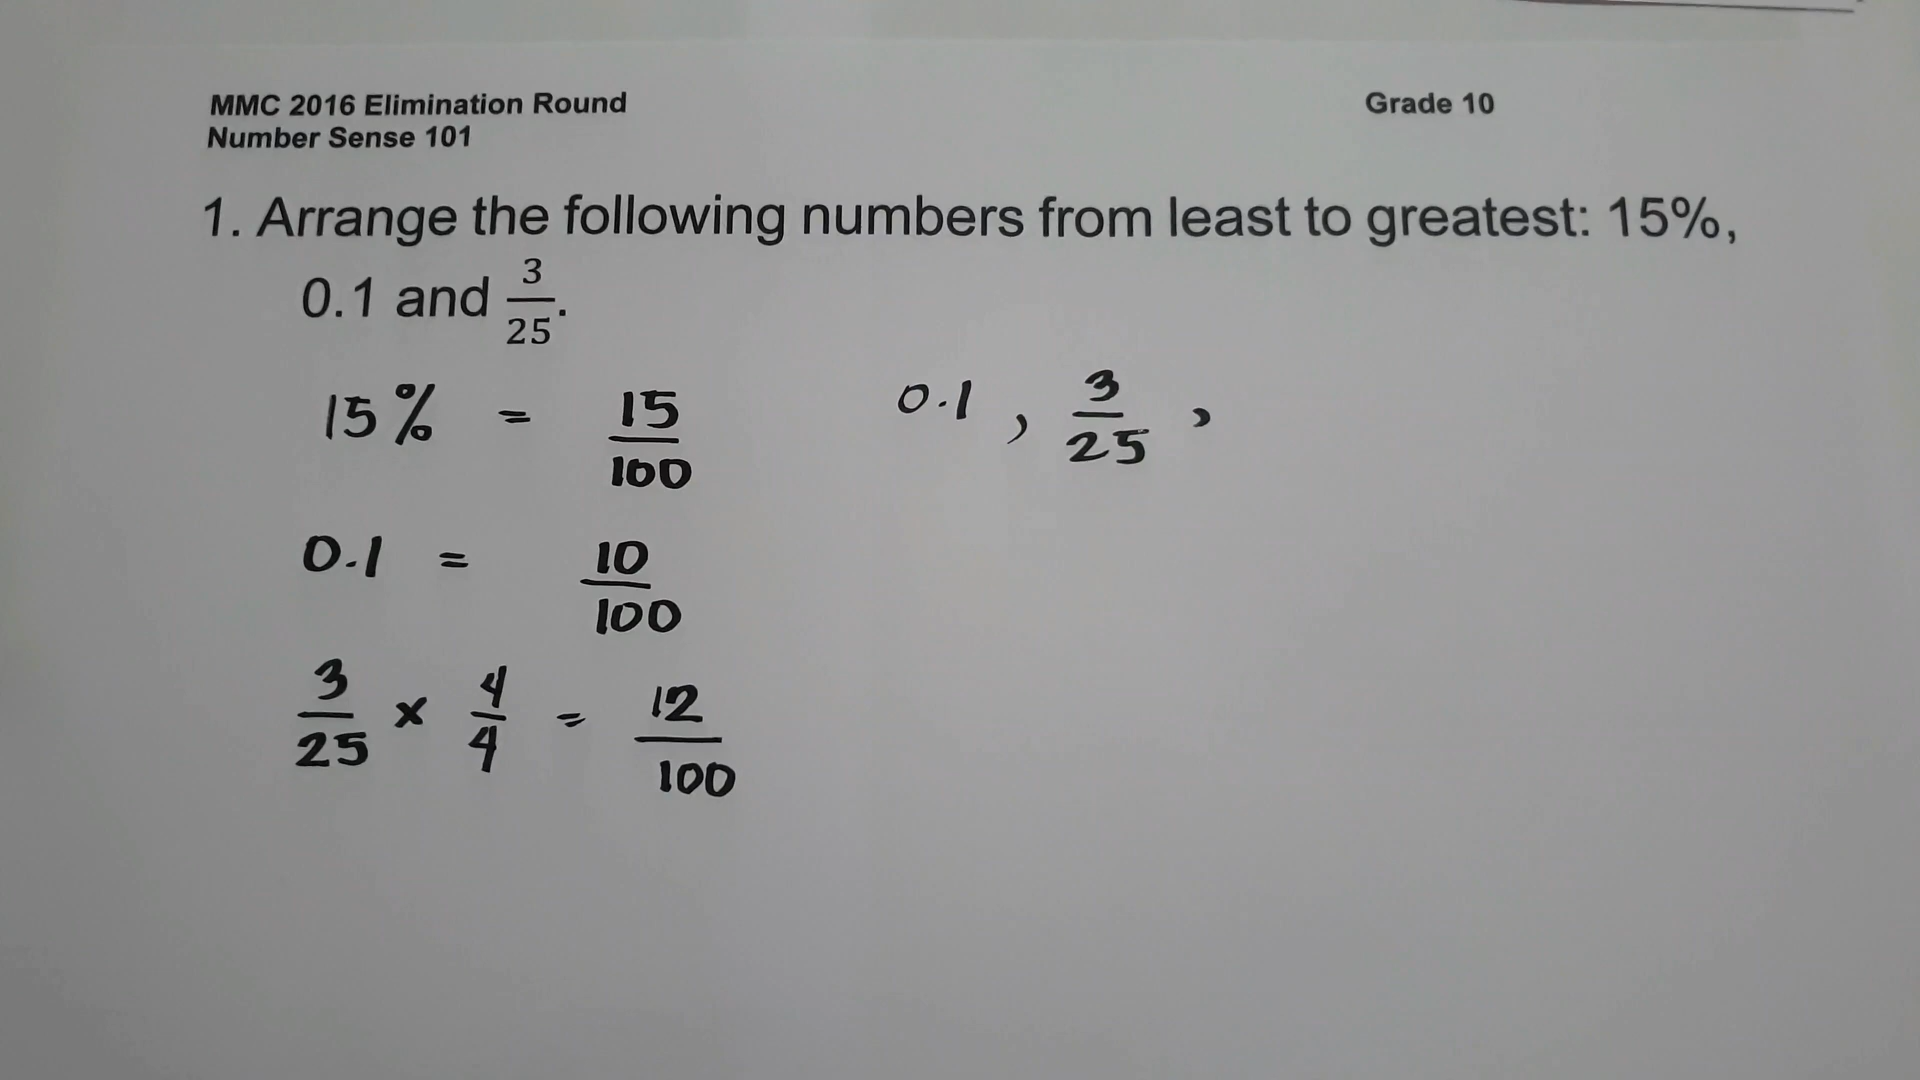 MMC 2016 Elimination Round
Grade 10
Number Sense 101
1. Arrange the following numbers from least to greatest: 15%,
0.1 and 3/25.
15% = 15/100
0.1 , 3/25 ,
0.1 = 10/100
3/25 × 4/4 = 12/100